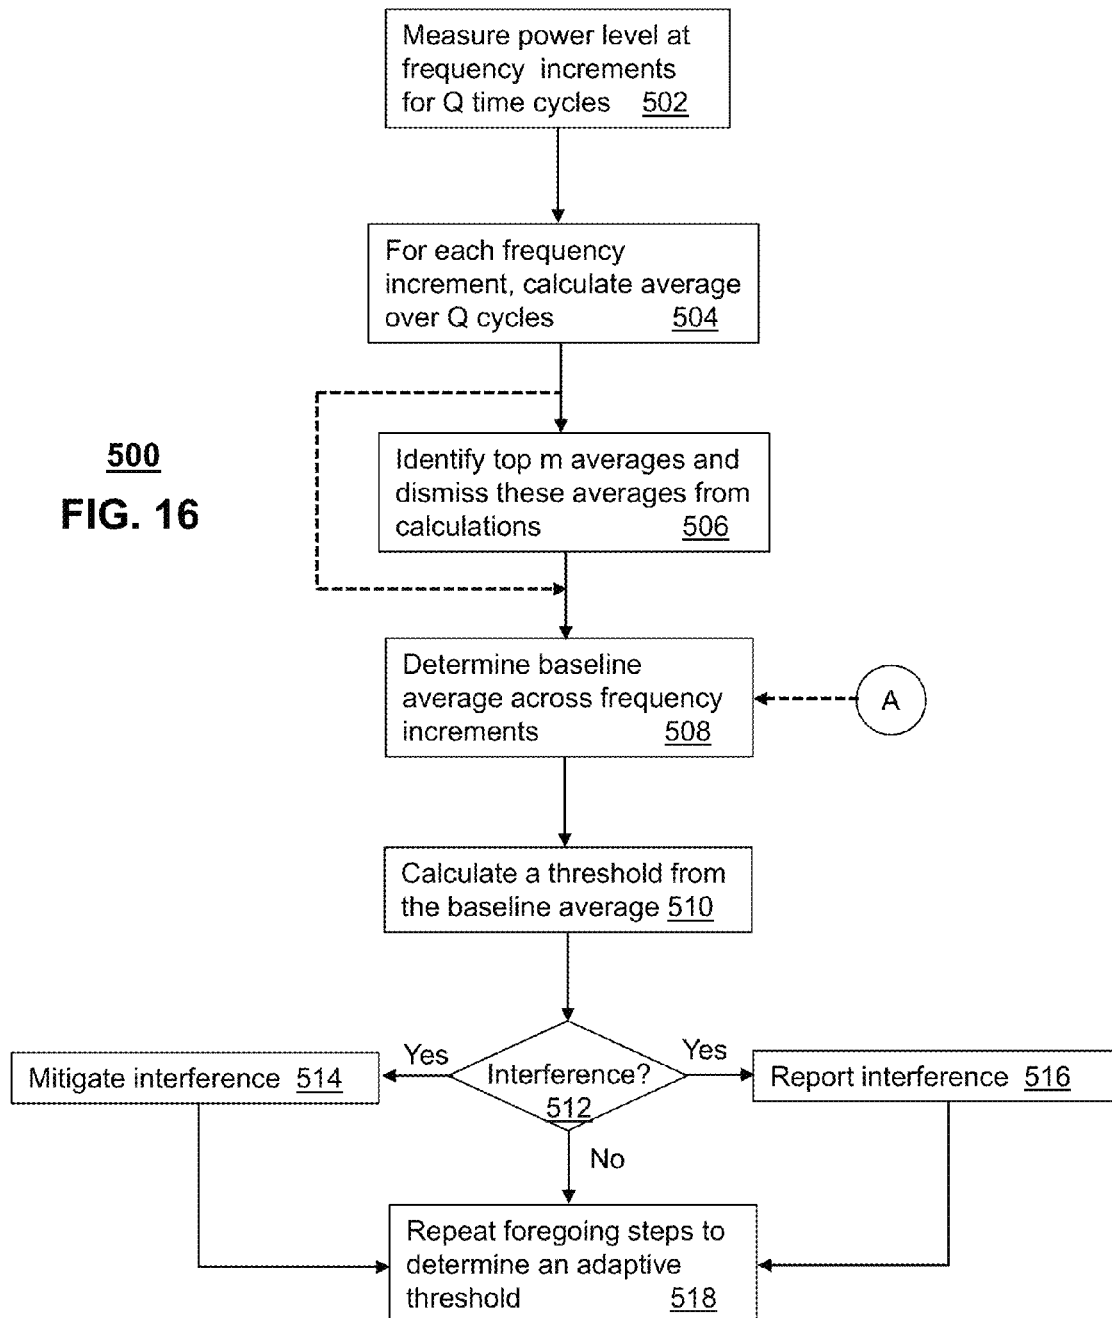 Measure power level at
frequency increments
for Q time cycles 502
For each frequency
increment, calculate average
over Q cycles 504
500
FIG. 16
Identify top m averages and
dismiss these averages from
calculations 506
Determine baseline
average across frequency
increments 508
A
Calculate a threshold from
the baseline average 510
Yes
Yes
Mitigate interference 514
Interference?
512
Report interference 516
No
Repeat foregoing steps to
determine an adaptive
threshold 518